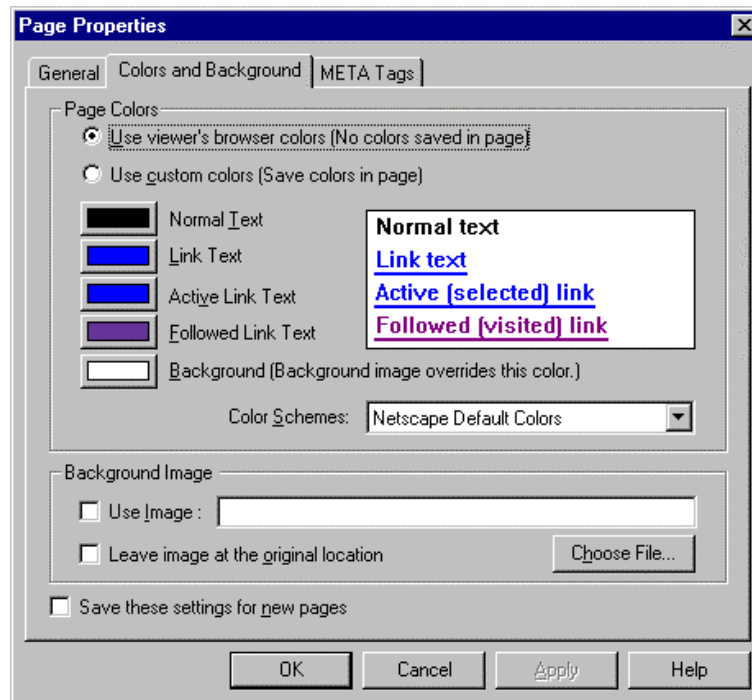 Page Properties
General
Colors and Background
META Tags
Page Colors
Use viewer's browser colors (No colors saved in page)
Use custom colors (Save colors in page)
Normal Text
Link Text
Active Link Text
Followed Link Text
Background (Background image overrides this color.)
Normal text
Link text
Active (selected) link
Followed (visited) link
Color Schemes: Netscape Default Colors
Background Image
Use Image :
Leave image at the original location
Choose File...
Save these settings for new pages
OK Cancel Apply Help